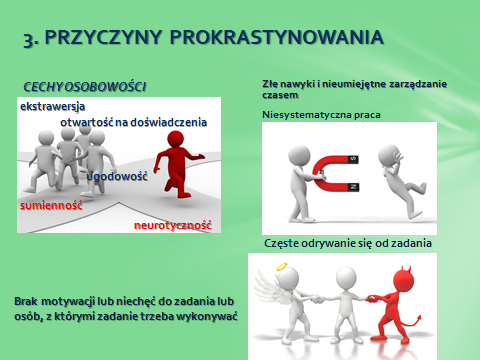 3. PRZYCZYNY PROKRASTYNOWANIA
CECHY OSOBOWOŚCI
ekstrawersja
otwartość na doświadczenia
ugodowość
sumienność
neurotyczność
Brak motywacji lub niechęć do zadania lub
osób, z którymi zadanie trzeba wykonywać
Złe nawyki i nieumiejętne zarządzanie
czasem
Niesystematyczna praca
S
N
Częste odrywanie się od zadania